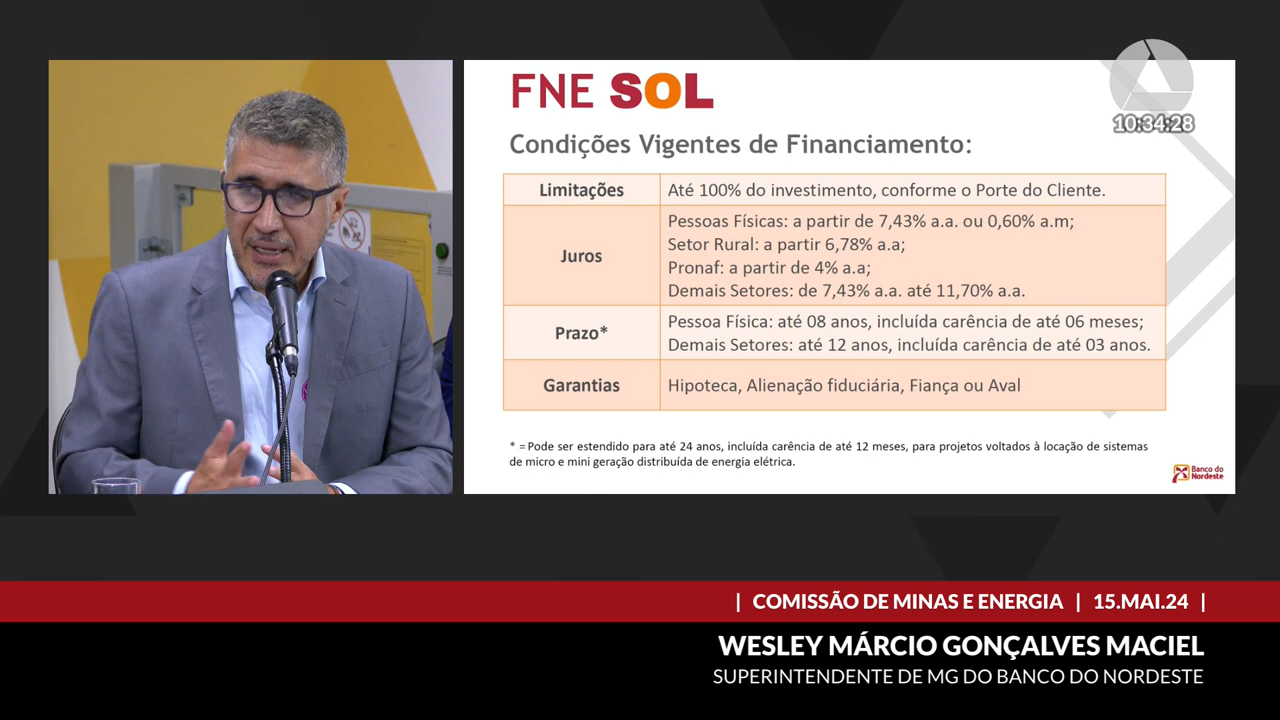 FNE SOL
10:34:28
Condições Vigentes de Financiamento:
Limitações
Até 100% do investimento, conforme o Porte do Cliente.
Juros
Pessoas Físicas: a partir de 7,43% a.a. ou 0,60% a.m;
Setor Rural: a partir 6,78% a.a;
Pronaf: a partir de 4% a.a;
Demais Setores: de 7,43% a.a. até 11,70% a.a.
Prazo*
Pessoa Física: até 08 anos, incluída carência de até 06 meses;
Demais Setores: até 12 anos, incluída carência de até 03 anos.
Garantias
Hipoteca, Alienação fiduciária, Fiança ou Aval
* = Pode ser estendido para até 24 anos, incluída carência de até 12 meses, para projetos voltados à locação de sistemas
de micro e mini geração distribuída de energia elétrica.
Banco do
Nordeste
| COMISSÃO DE MINAS E ENERGIA | 15.MAI.24 |
WESLEY MÁRCIO GONÇALVES MACIEL
SUPERINTENDENTE DE MG DO BANCO DO NORDESTE